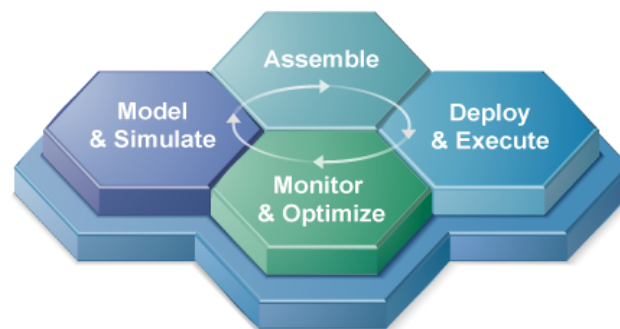 Assemble
Model
& Simulate
Deploy
& Execute
Monitor
& Optimize